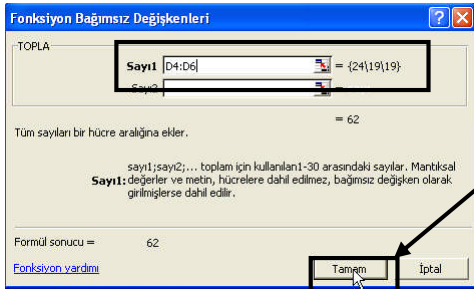 Fonksiyon Bağımsız Değişkenleri
TOPLA
Sayı1 D4:D6 = {24\19\19}
Sayı2
= 62
Tüm sayıları bir hücre aralığına ekler.
sayı1;sayı2;... toplam için kullanılan1-30 arasındaki sayılar. Mantıksal
Sayı1: değerler ve metin, hücrelere dahil edilmez, bağımsız değişken olarak
girilmişlerse dahil edilir.
Formül sonucu = 62
Fonksiyon yardımı Tamam İptal